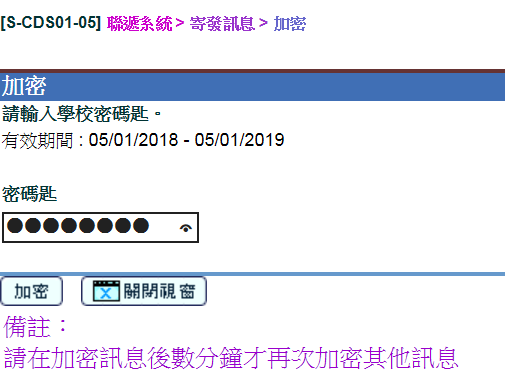 [S-CDS01-05] 聯遞系統 > 寄發訊息 > 加密
加密
請輸入學校密碼匙。
有效期間 : 05/01/2018 - 05/01/2019
密碼匙
加密 關閉視窗
備註：
請在加密訊息後數分鐘才再次加密其他訊息